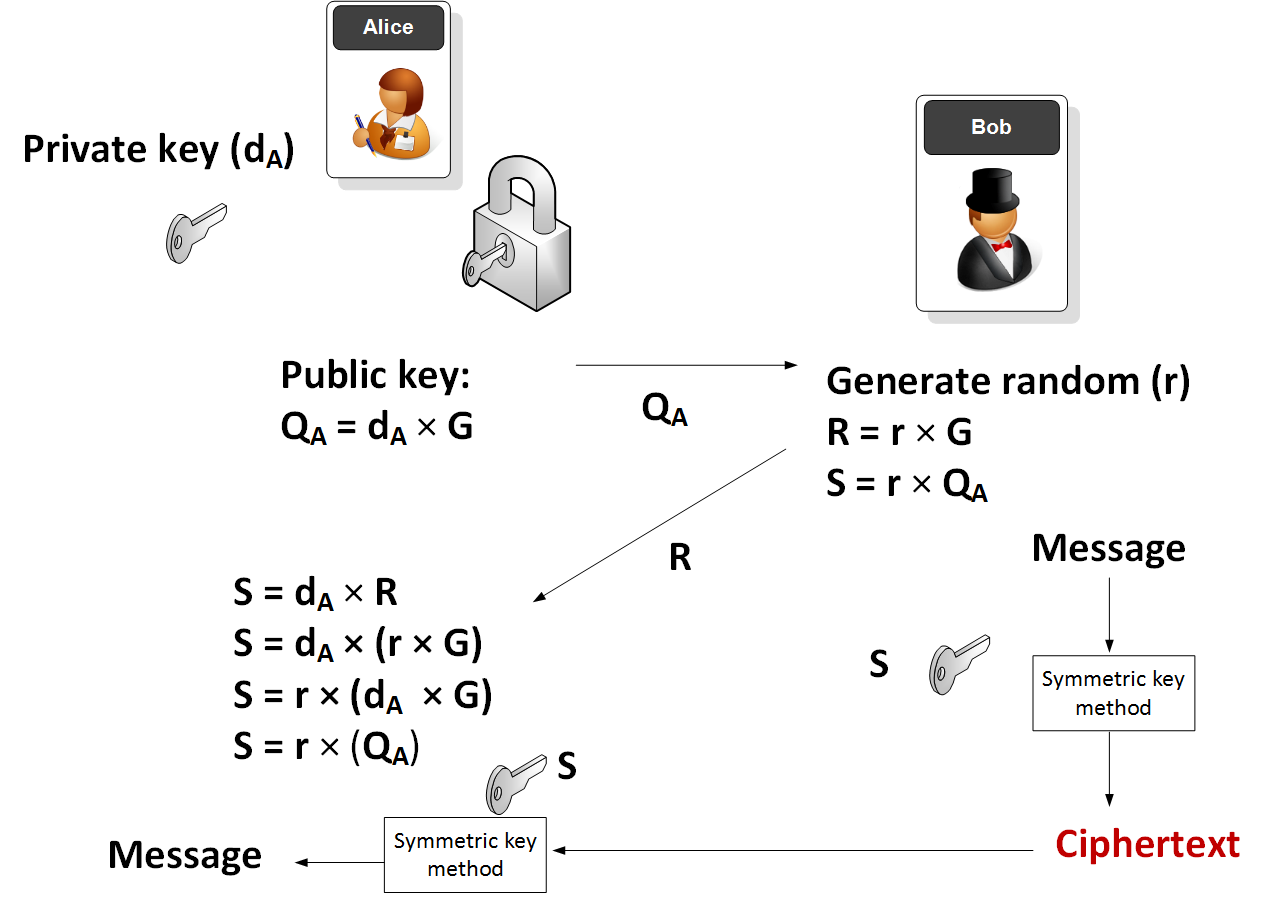 Alice
Private key (dA)
Bob
Public key:
QA = dA × G
QA
Generate random (r)
R = r × G
S = r × QA
R
S = dA × R
S = dA × (r × G)
S = r × (dA × G)
S = r × (QA)
Message
S
Symmetric key
method
Ciphertext
S
Symmetric key
method
Message